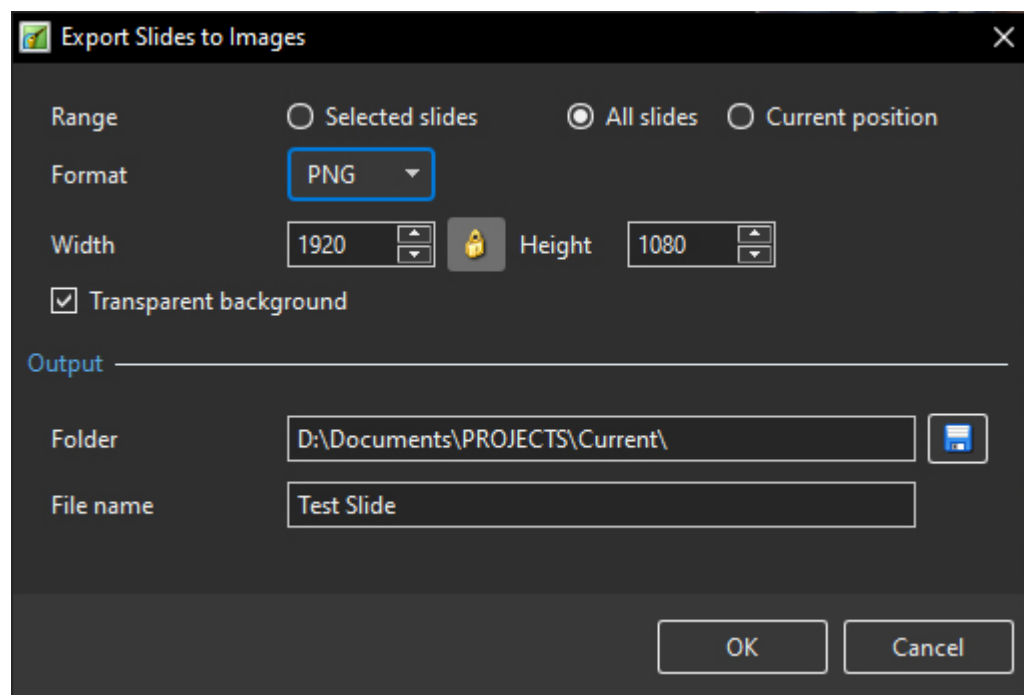 Export Slides to Images
Range Selected slides All slides Current position
Format PNG
Width 1920 Height 1080
Transparent background
Output
Folder D:\Documents\PROJECTS\Current\
File name Test Slide
OK Cancel